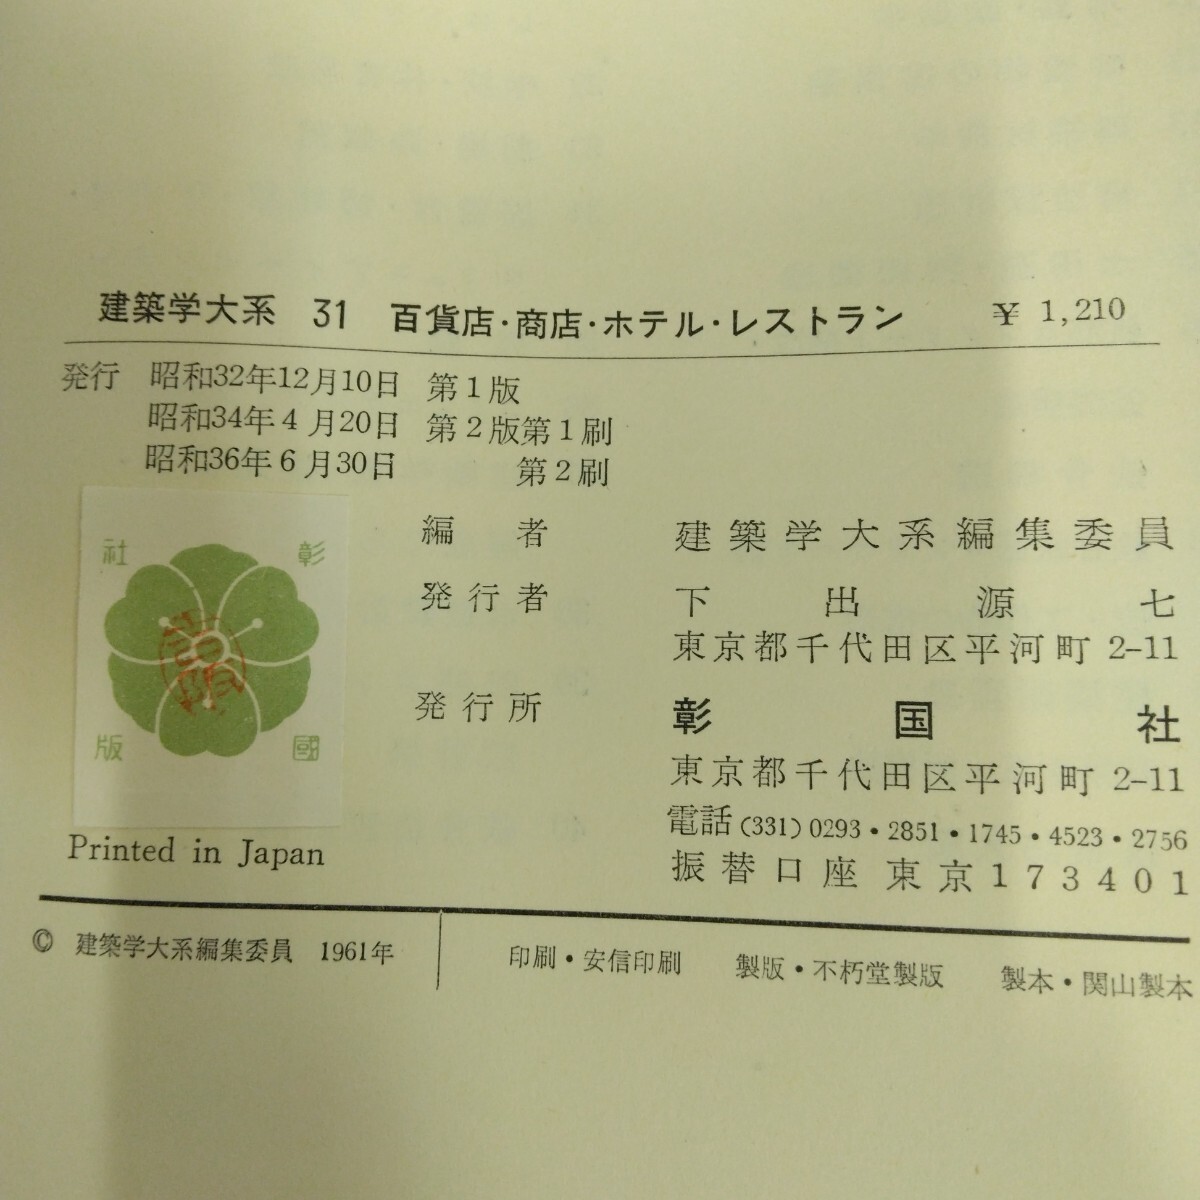 建築学大系 31 百貨店・商店・ホテル・レストラン ¥ 1,210
発行 昭和32年12月10日 第1版
昭和34年4月20日 第2版第1刷
昭和36年6月30日 第2刷
編者 建築学大系編集委員
発行者 下出源七
東京都千代田区平河町 2-11
発行所 彰国社
東京都千代田区平河町 2-11
電話 (331) 0293・2851・1745・4523・2756
振替口座 東京173401
彰
國
社
版
Printed in Japan
© 建築学大系編集委員 1961年
印刷・安信印刷 製版・不朽堂製版 製本・関山製本